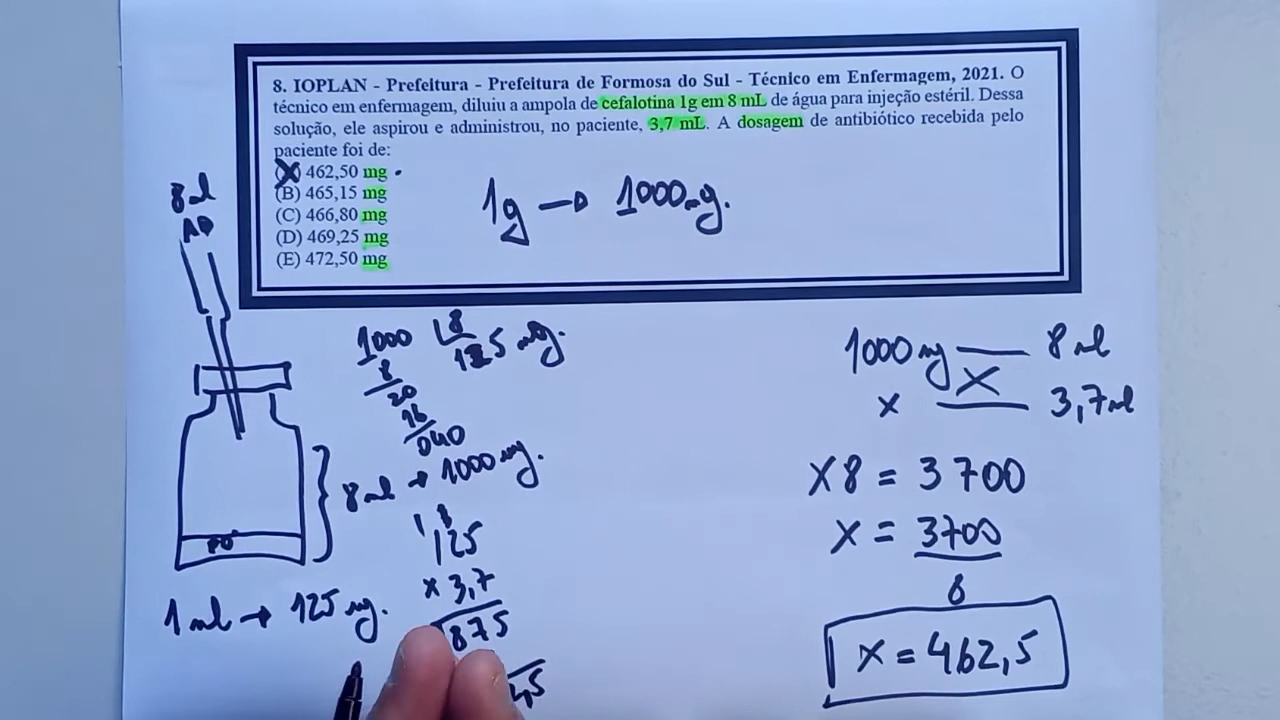 8. IOPLAN - Prefeitura - Prefeitura de Formosa do Sul - Técnico em Enfermagem, 2021. O
técnico em enfermagem, diluiu a ampola de cefalotina 1g em 8 mL de água para injeção estéril. Dessa
solução, ele aspirou e administrou, no paciente, 3,7 mL. A dosagem de antibiótico recebida pelo
paciente foi de:
462,50 mg
(B) 465,15 mg
(C) 466,80 mg
(D) 469,25 mg
(E) 472,50 mg
1g → 1000mg.
8ml
AD
1000 8
8 125 mg.
20
16
040
8ml → 1000mg.
PÓ
1 ml → 125 mg.
125
x 3,7
875
1000mg 8ml
x 3,7ml
X8 = 3700
X = 3700
8
X = 462,5